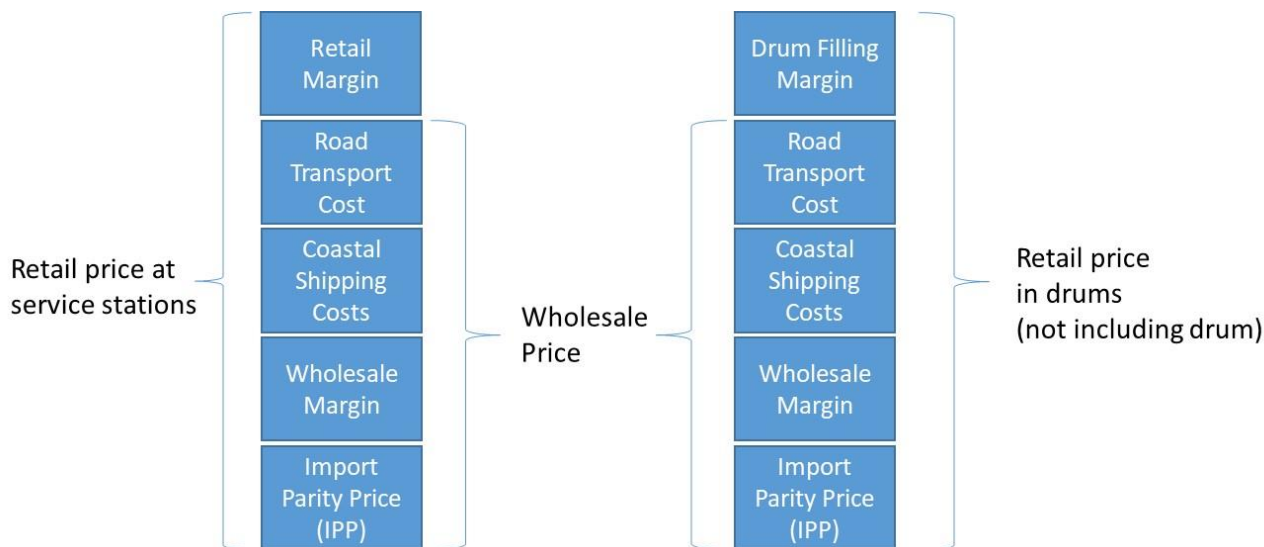 Retail price at
service stations
Retail
Margin
Road
Transport
Cost
Coastal
Shipping
Costs
Wholesale
Margin
Import
Parity Price
(IPP)
Wholesale
Price
Drum Filling
Margin
Road
Transport
Cost
Coastal
Shipping
Costs
Wholesale
Margin
Import
Parity Price
(IPP)
Retail price
in drums
(not including drum)